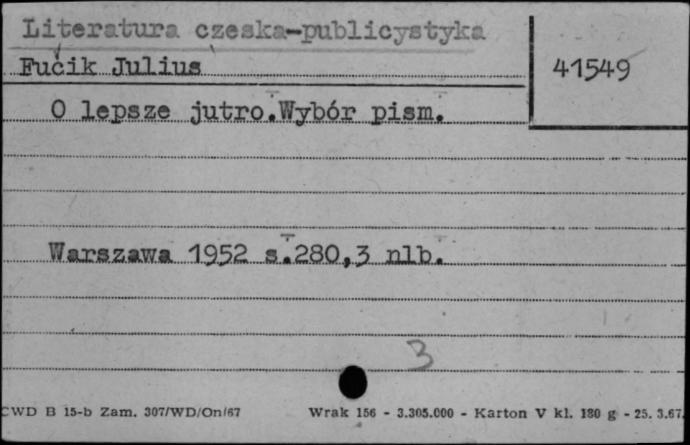 Literatura czeska-publicystyka
Fučik Julius
41549
O lepsze jutro. Wybór pism.
Warszawa 1952 s. 280, 3 nlb.
3
CWD B 15-b Zam. 307/WD/On/67 Wrak 156 - 3.305.000 - Karton V kl. 180 g - 25. 3.67.